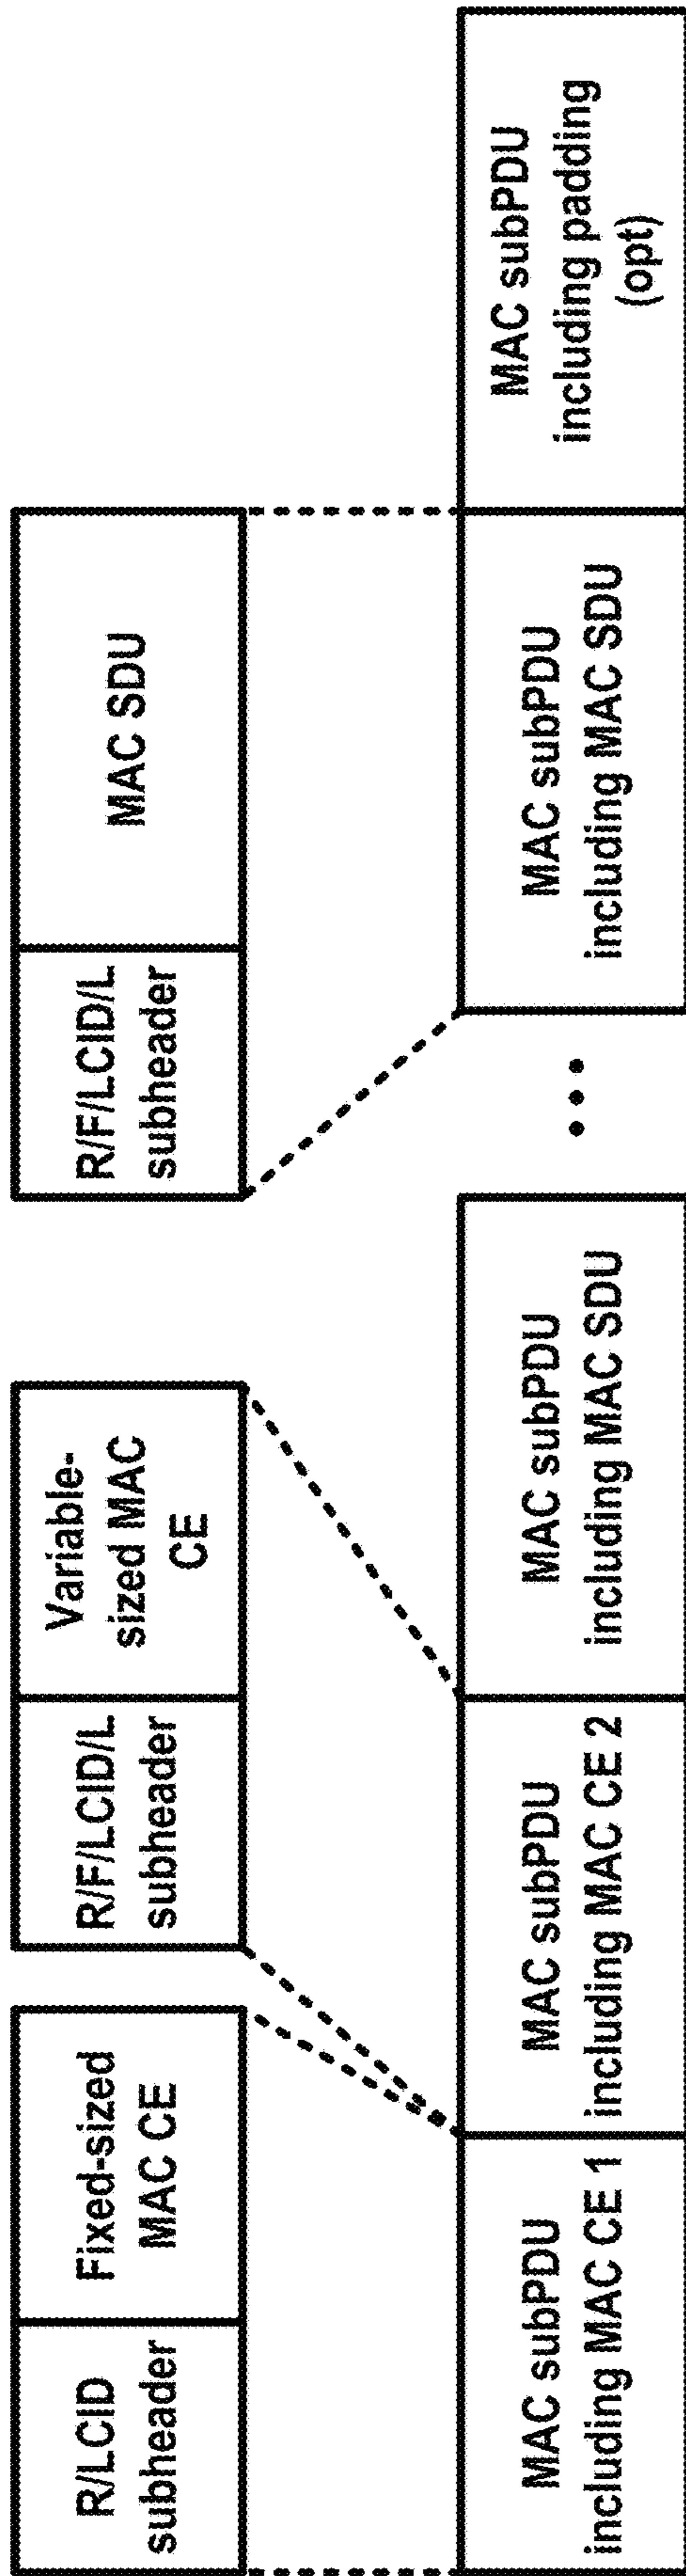 R/LCID
subheader
Fixed-sized
MAC CE
R/F/LCID/L
subheader
Variable-
sized MAC
CE
R/F/LCID/L
subheader
MAC SDU
MAC subPDU
including MAC CE 1
MAC subPDU
including MAC CE 2
MAC subPDU
including MAC SDU
• • •
MAC subPDU
including MAC SDU
MAC subPDU
including padding
(opt)